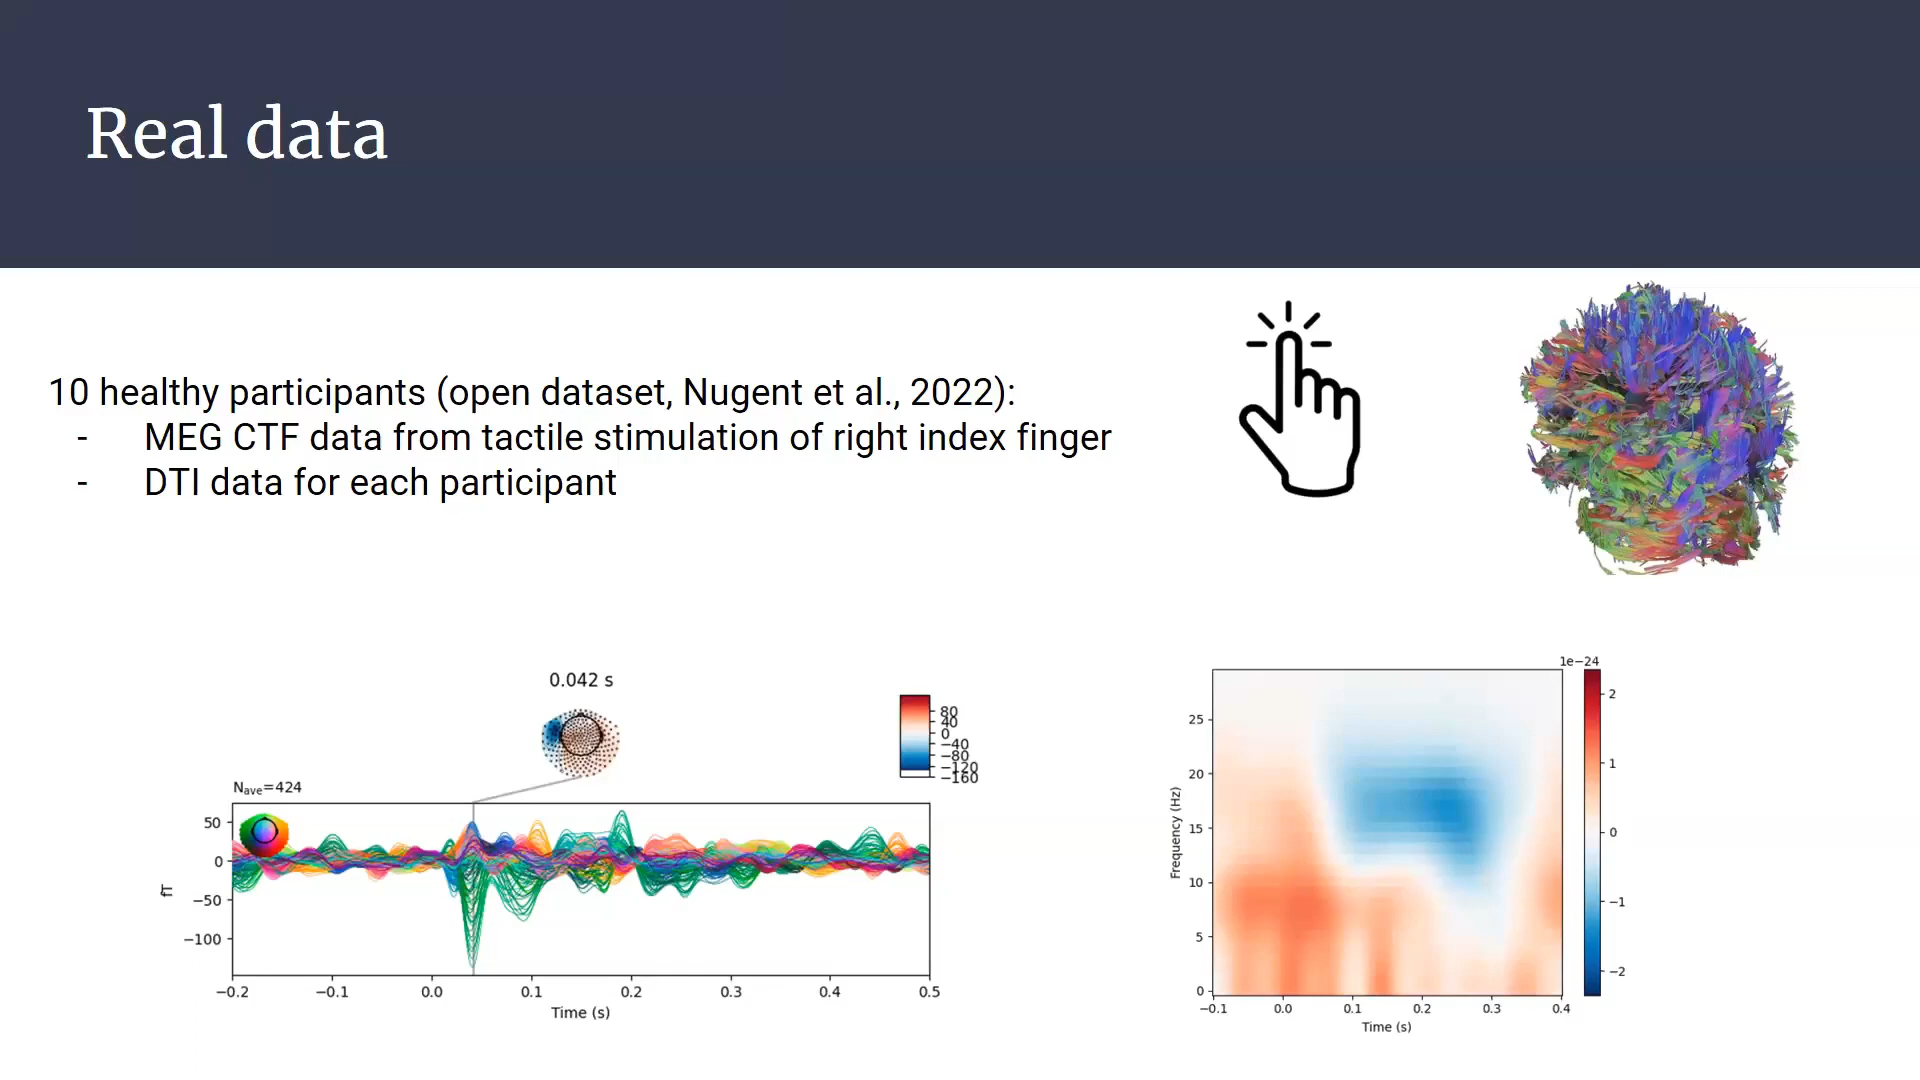 Real data
10 healthy participants (open dataset, Nugent et al., 2022):
- MEG CTF data from tactile stimulation of right index finger
- DTI data for each participant
0.042 s
80
40
0
−40
−80
−120
−160
Nave=424
50
0
−50
−100
fT
−0.2 −0.1 0.0 0.1 0.2 0.3 0.4 0.5
Time (s)
1e−24
25
20
15
10
5
0
Frequency (Hz)
−0.1 0.0 0.1 0.2 0.3 0.4
Time (s)
2
1
0
−1
−2